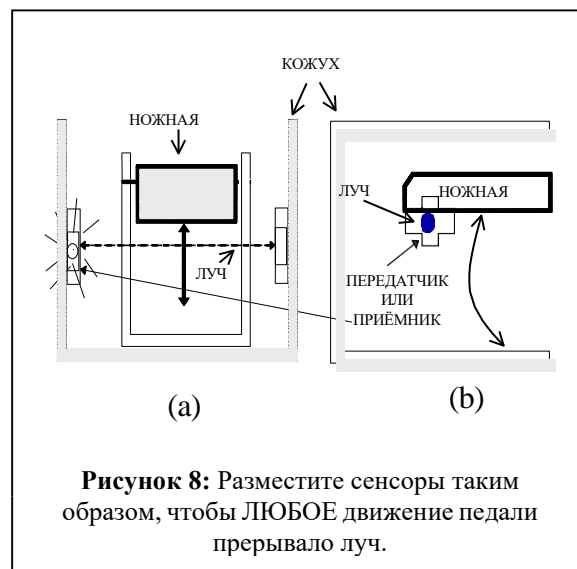 КОЖУХ
НОЖНАЯ
ЛУЧ
ЛУЧ
НОЖНАЯ
ПЕРЕДАТЧИК
ИЛИ
ПРИЁМНИК
(a)
(b)
Рисунок 8: Разместите сенсоры таким
образом, чтобы ЛЮБОЕ движение педали
прерывало луч.